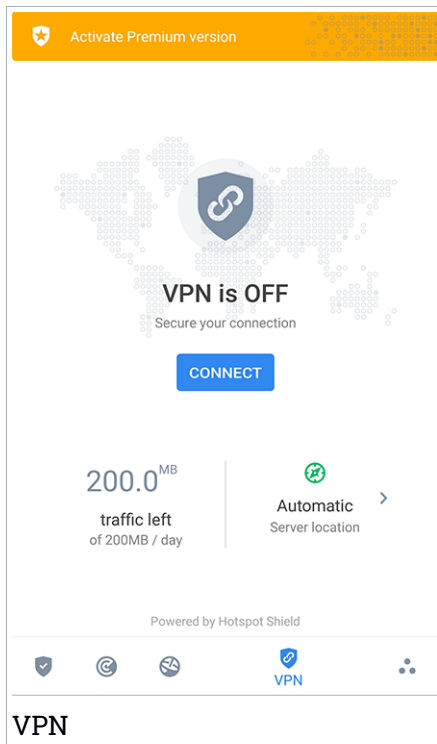 Activate Premium version
VPN is OFF
Secure your connection
CONNECT
200.0MB
traffic left
of 200MB / day
Automatic
Server location
Powered by Hotspot Shield
VPN
VPN